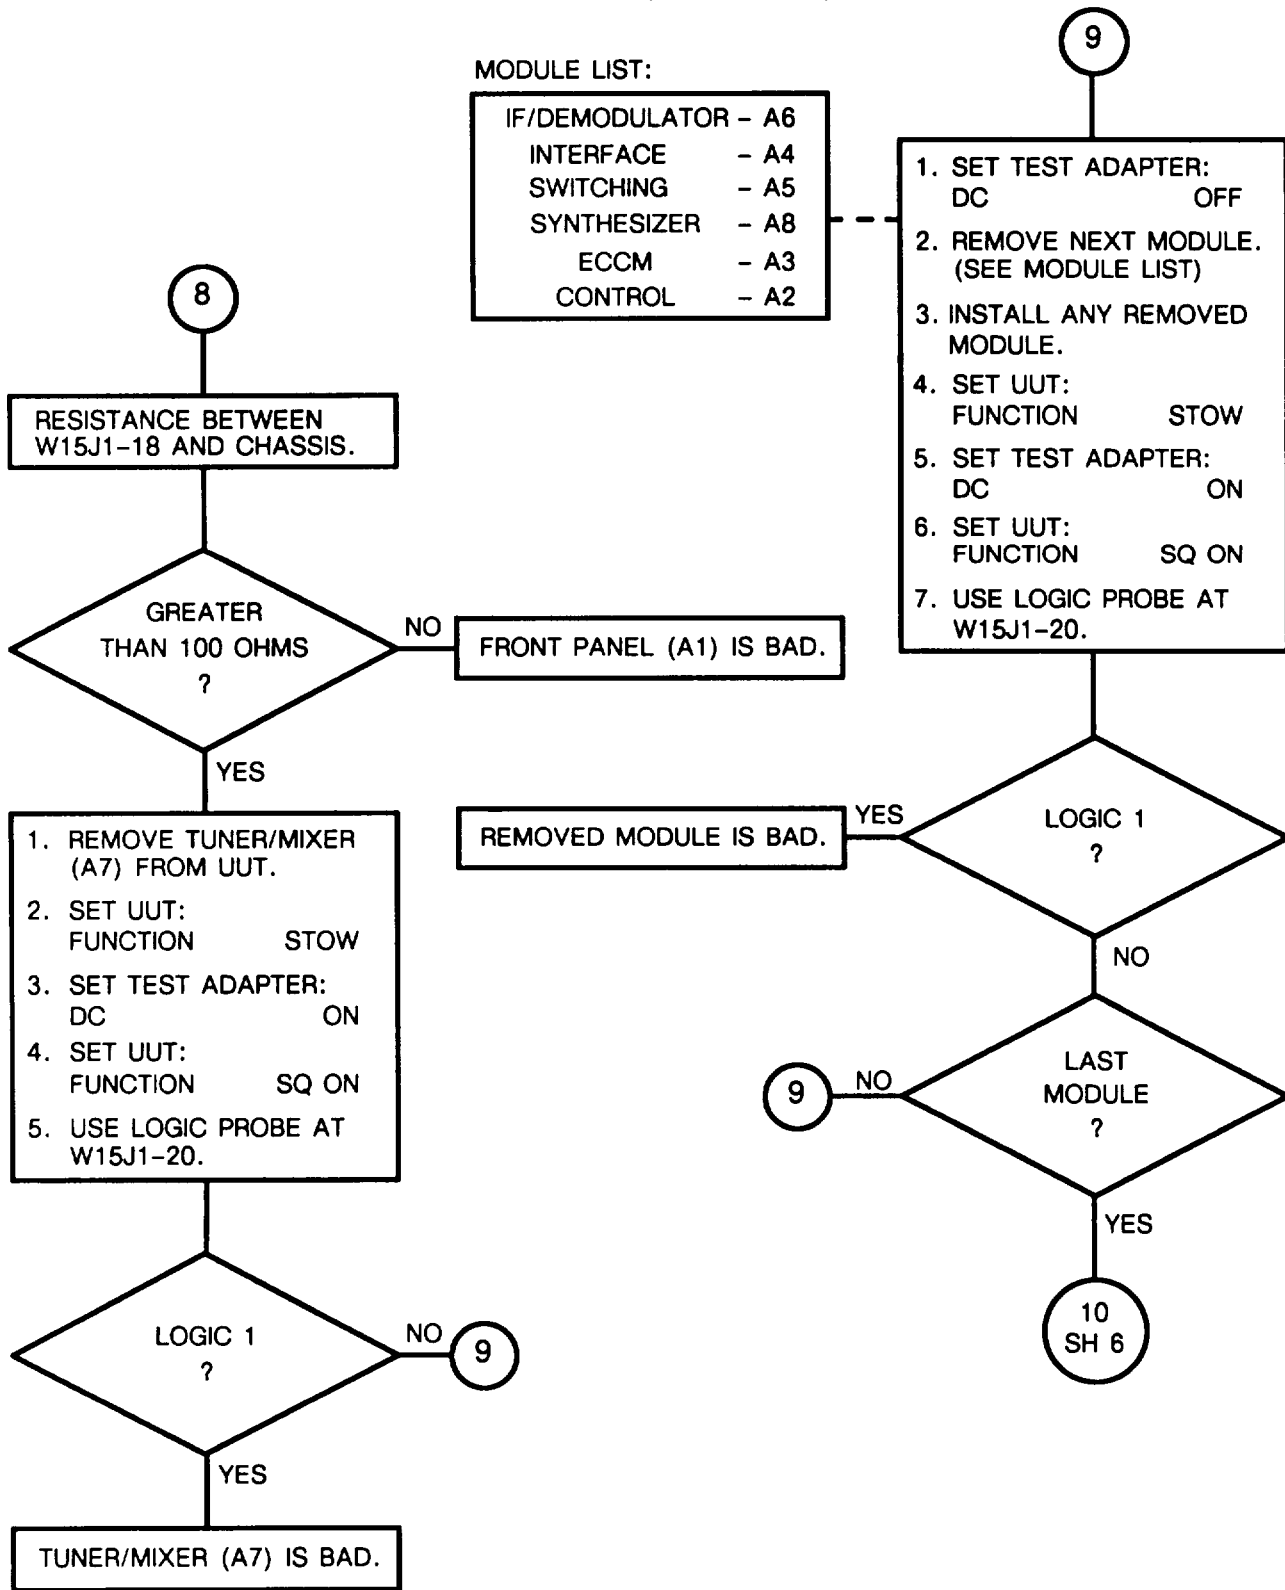 MODULE LIST:
IF/DEMODULATOR – A6
INTERFACE – A4
SWITCHING – A5
SYNTHESIZER – A8
ECCM – A3
CONTROL – A2
8
RESISTANCE BETWEEN
W15J1–18 AND CHASSIS.
GREATER
THAN 100 OHMS
?
NO
FRONT PANEL (A1) IS BAD.
YES
1. REMOVE TUNER/MIXER
(A7) FROM UUT.
2. SET UUT:
FUNCTION STOW
3. SET TEST ADAPTER:
DC ON
4. SET UUT:
FUNCTION SQ ON
5. USE LOGIC PROBE AT
W15J1–20.
LOGIC 1
?
NO
9
YES
TUNER/MIXER (A7) IS BAD.
9
1. SET TEST ADAPTER:
DC OFF
2. REMOVE NEXT MODULE.
(SEE MODULE LIST)
3. INSTALL ANY REMOVED
MODULE.
4. SET UUT:
FUNCTION STOW
5. SET TEST ADAPTER:
DC ON
6. SET UUT:
FUNCTION SQ ON
7. USE LOGIC PROBE AT
W15J1–20.
LOGIC 1
?
YES
REMOVED MODULE IS BAD.
NO
LAST
MODULE
?
NO
9
YES
10
SH 6